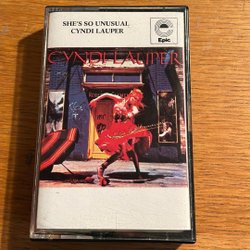 SHE'S SO UNUSUAL
CYNDI LAUPER
Epic
CYNDI LAUPER